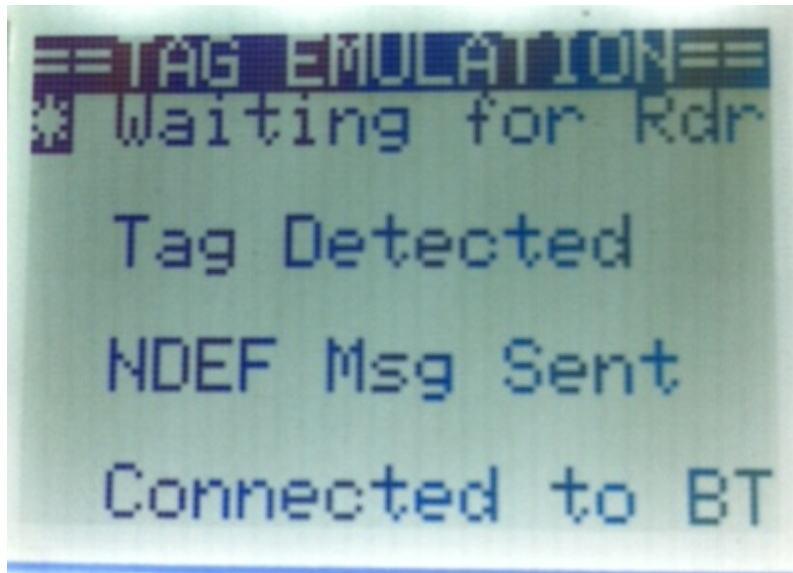 ==TAG EMULATION==
* Waiting for Rdr
Tag Detected
NDEF Msg Sent
Connected to BT